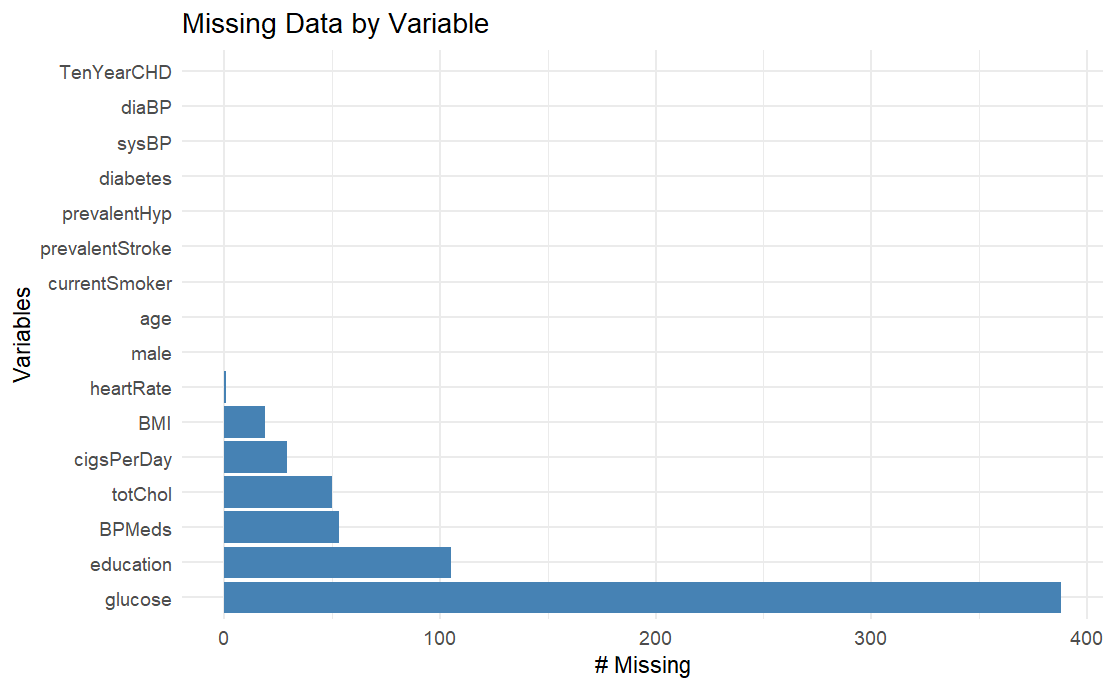 Missing Data by Variable
TenYearCHD
diaBP
sysBP
diabetes
prevalentHyp
prevalentStroke
currentSmoker
age
male
heartRate
BMI
cigsPerDay
totChol
BPMeds
education
glucose
Variables
0 100 200 300 400
# Missing